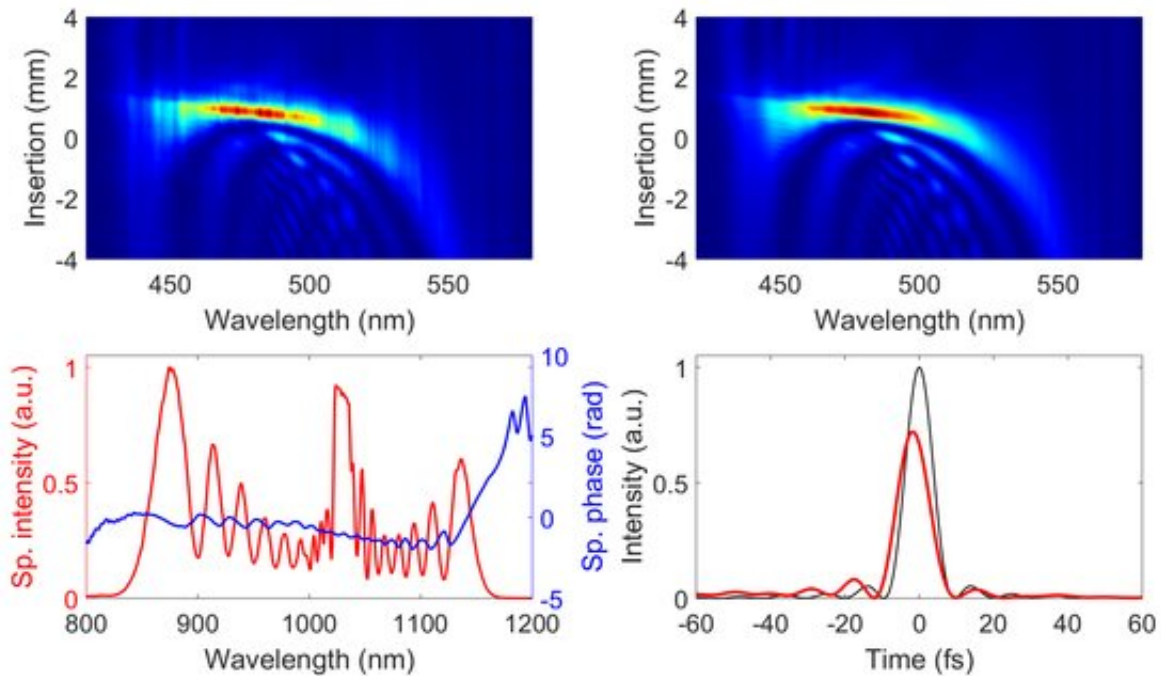 4
2
0
-2
-4
Insertion (mm)
450 500 550
Wavelength (nm)
4
2
0
-2
-4
Insertion (mm)
450 500 550
Wavelength (nm)
1
0.5
0
Sp. intensity (a.u.)
10
5
0
-5
Sp. phase (rad)
800 900 1000 1100 1200
Wavelength (nm)
1
0.5
0
Intensity (a.u.)
-60 -40 -20 0 20 40 60
Time (fs)